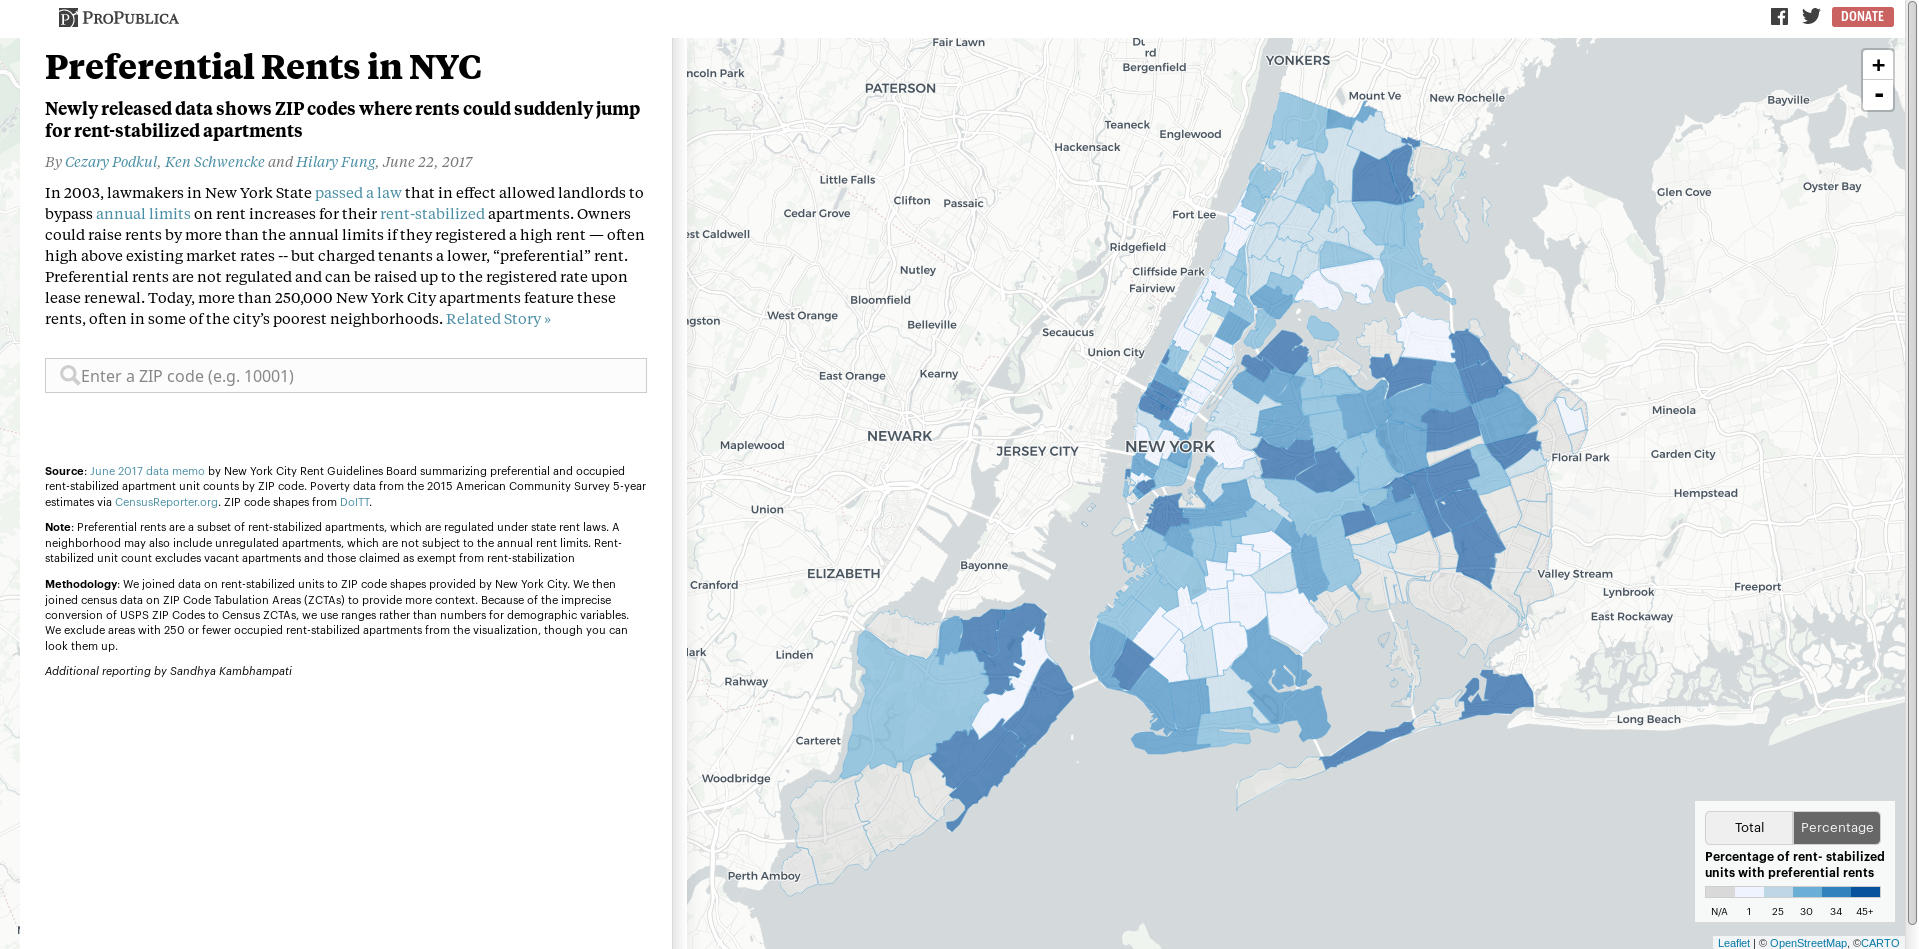 ProPublica
DONATE
Preferential Rents in NYC
Newly released data shows ZIP codes where rents could suddenly jump
for rent-stabilized apartments
By Cezary Podkul, Ken Schwencke and Hilary Fung, June 22, 2017
In 2003, lawmakers in New York State passed a law that in effect allowed landlords to
bypass annual limits on rent increases for their rent-stabilized apartments. Owners
could raise rents by more than the annual limits if they registered a high rent — often
high above existing market rates -- but charged tenants a lower, “preferential” rent.
Preferential rents are not regulated and can be raised up to the registered rate upon
lease renewal. Today, more than 250,000 New York City apartments feature these
rents, often in some of the city’s poorest neighborhoods. Related Story »
Enter a ZIP code (e.g. 10001)
Source: June 2017 data memo by New York City Rent Guidelines Board summarizing preferential and occupied
rent-stabilized apartment unit counts by ZIP code. Poverty data from the 2015 American Community Survey 5-year
estimates via CensusReporter.org. ZIP code shapes from DoITT.
Note: Preferential rents are a subset of rent-stabilized apartments, which are regulated under state rent laws. A
neighborhood may also include unregulated apartments, which are not subject to the annual rent limits. Rent-
stabilized unit count excludes vacant apartments and those claimed as exempt from rent-stabilization
Methodology: We joined data on rent-stabilized units to ZIP code shapes provided by New York City. We then
joined census data on ZIP Code Tabulation Areas (ZCTAs) to provide more context. Because of the imprecise
conversion of USPS ZIP Codes to Census ZCTAs, we use ranges rather than numbers for demographic variables.
We exclude areas with 250 or fewer occupied rent-stabilized apartments from the visualization, though you can
look them up.
Additional reporting by Sandhya Kambhampati
Fair Lawn
rd
Bergenfield
YONKERS
ncoln Park
PATERSON
Mount Ve
New Rochelle
Bayville
Teaneck
Englewood
Hackensack
Little Falls
Glen Cove
Oyster Bay
Clifton
Passaic
Cedar Grove
Fort Lee
est Caldwell
Ridgefield
Nutley
Cliffside Park
Fairview
Bloomfield
West Orange
ngston
Belleville
Secaucus
Union City
East Orange
Kearny
Mineola
NEWARK
Maplewood
JERSEY CITY
NEW YORK
Floral Park
Garden City
Hempstead
Union
Bayonne
ELIZABETH
Cranford
Valley Stream
Lynbrook
Freeport
East Rockaway
lark
Linden
Rahway
Long Beach
Carteret
Woodbridge
Perth Amboy
+
-
Total
Percentage
Percentage of rent- stabilized
units with preferential rents
N/A 1 25 30 34 45+
Leaflet | © OpenStreetMap, ©CARTO